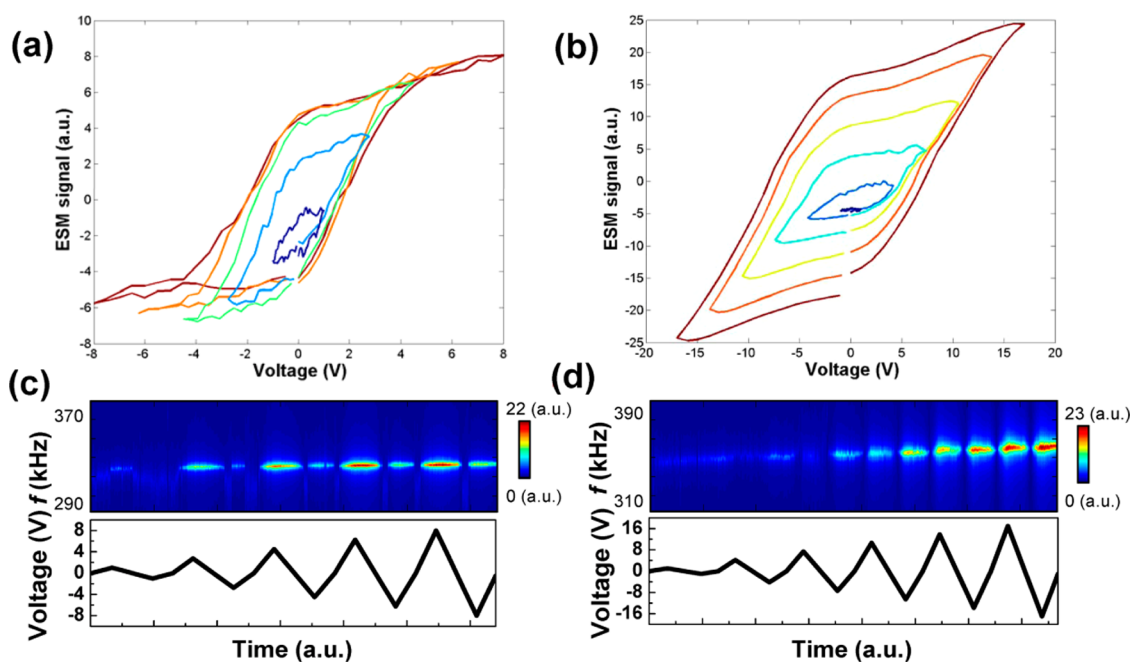 (a)
ESM signal (a.u.)
10
8
6
4
2
0
-2
-4
-6
-8
-8 -6 -4 -2 0 2 4 6 8
Voltage (V)
(b)
ESM signal (a.u.)
25
20
15
10
5
0
-5
-10
-15
-20
-25
-20 -15 -10 -5 0 5 10 15 20
Voltage (V)
(c)
f (kHz)
370
290
22 (a.u.)
0 (a.u.)
Voltage (V)
8
4
0
-4
-8
Time (a.u.)
(d)
f (kHz)
390
310
23 (a.u.)
0 (a.u.)
Voltage (V)
16
8
0
-8
-16
Time (a.u.)